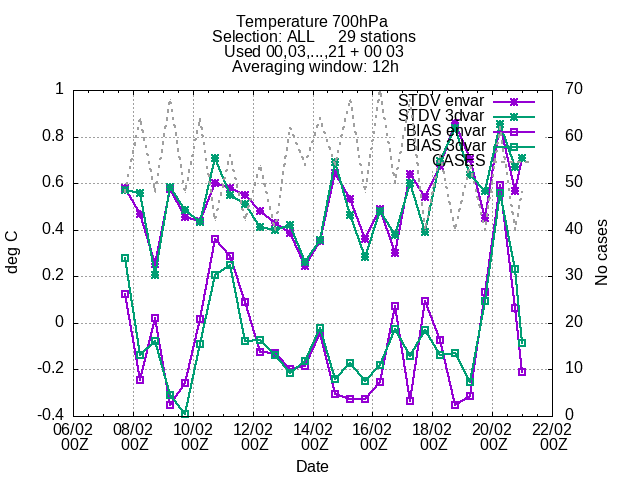 Temperature 700hPa
Selection: ALL 29 stations
Used 00,03,...,21 + 00 03
Averaging window: 12h
1
0.8
0.6
0.4
0.2
0
-0.2
-0.4
deg C
70
60
50
40
30
20
10
0
No cases
STDV envar
STDV 3dvar
BIAS envar
BIAS 3dvar
CASES
06/02 08/02 10/02 12/02 14/02 16/02 18/02 20/02 22/02
00Z 00Z 00Z 00Z 00Z 00Z 00Z 00Z 00Z
Date